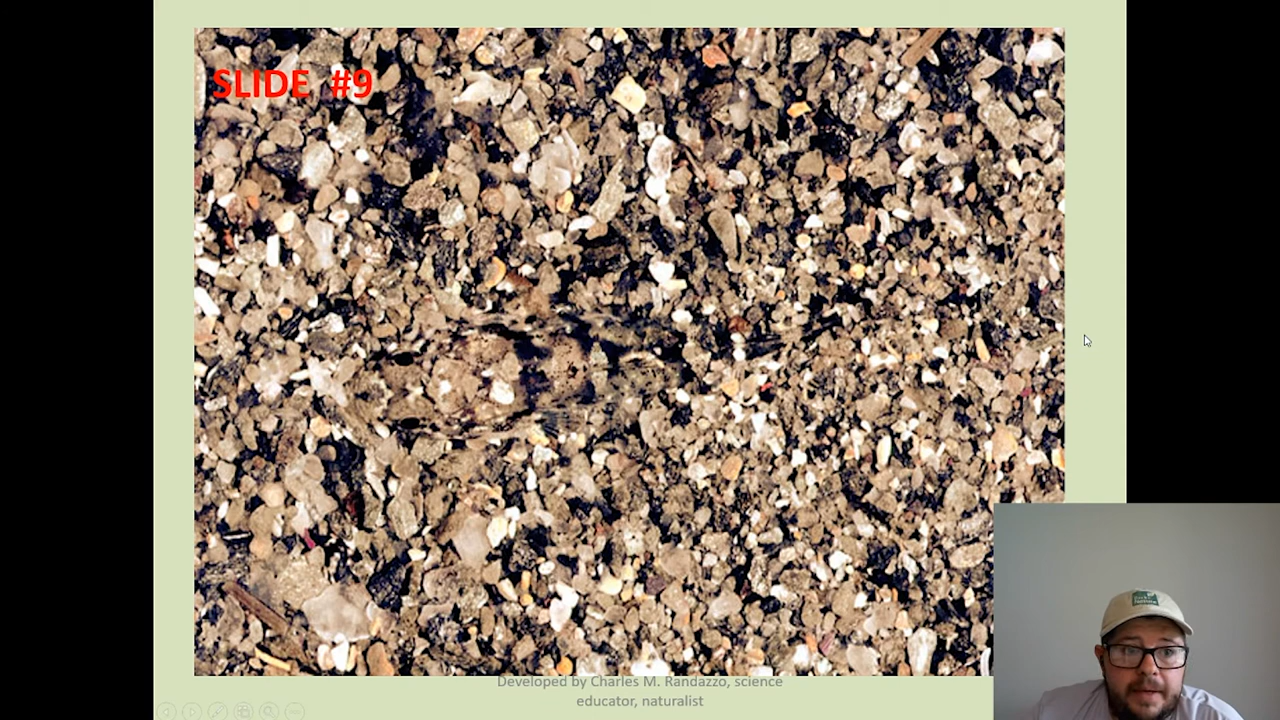 SLIDE #9
Developed by Charles M. Randazzo, science
educator, naturalist